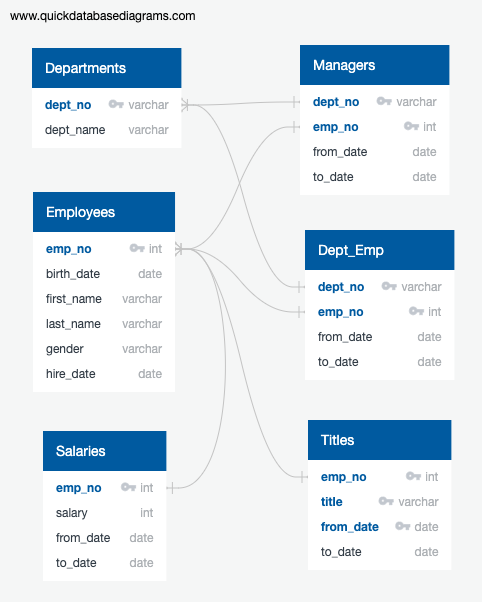 www.quickdatabasediagrams.com
Departments
dept_no varchar
dept_name varchar
Managers
dept_no varchar
emp_no int
from_date date
to_date date
Employees
emp_no int
birth_date date
first_name varchar
last_name varchar
gender varchar
hire_date date
Dept_Emp
dept_no varchar
emp_no int
from_date date
to_date date
Salaries
emp_no int
salary int
from_date date
to_date date
Titles
emp_no int
title varchar
from_date date
to_date date